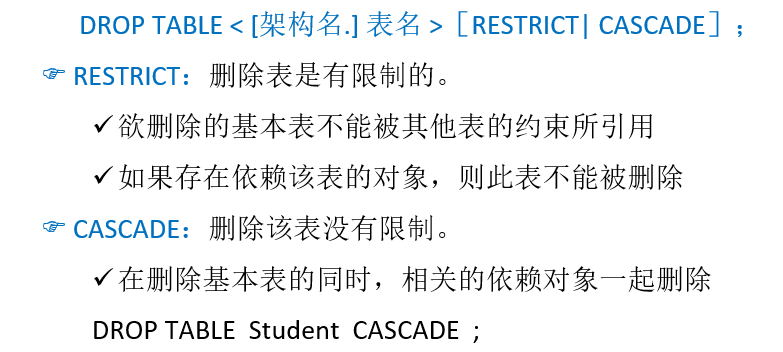 DROP TABLE < [架构名.] 表名 >［RESTRICT| CASCADE］;
☞ RESTRICT：删除表是有限制的。
✓欲删除的基本表不能被其他表的约束所引用
✓如果存在依赖该表的对象，则此表不能被删除
☞ CASCADE：删除该表没有限制。
✓在删除基本表的同时，相关的依赖对象一起删除
DROP TABLE Student CASCADE ;